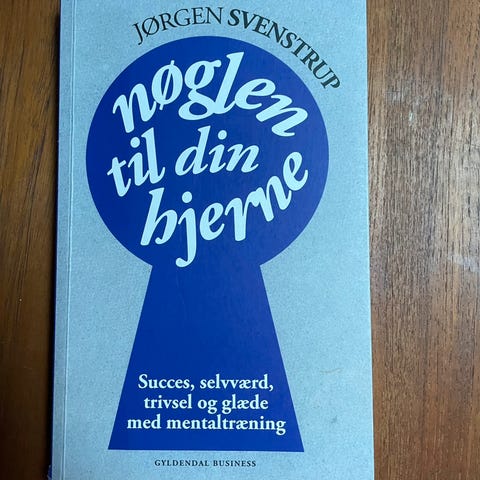 JØRGEN SVENSTRUP
nøglen
til din
hjerne
Succes, selvværd,
trivsel og glæde
med mentaltræning
GYLDENDAL BUSINESS